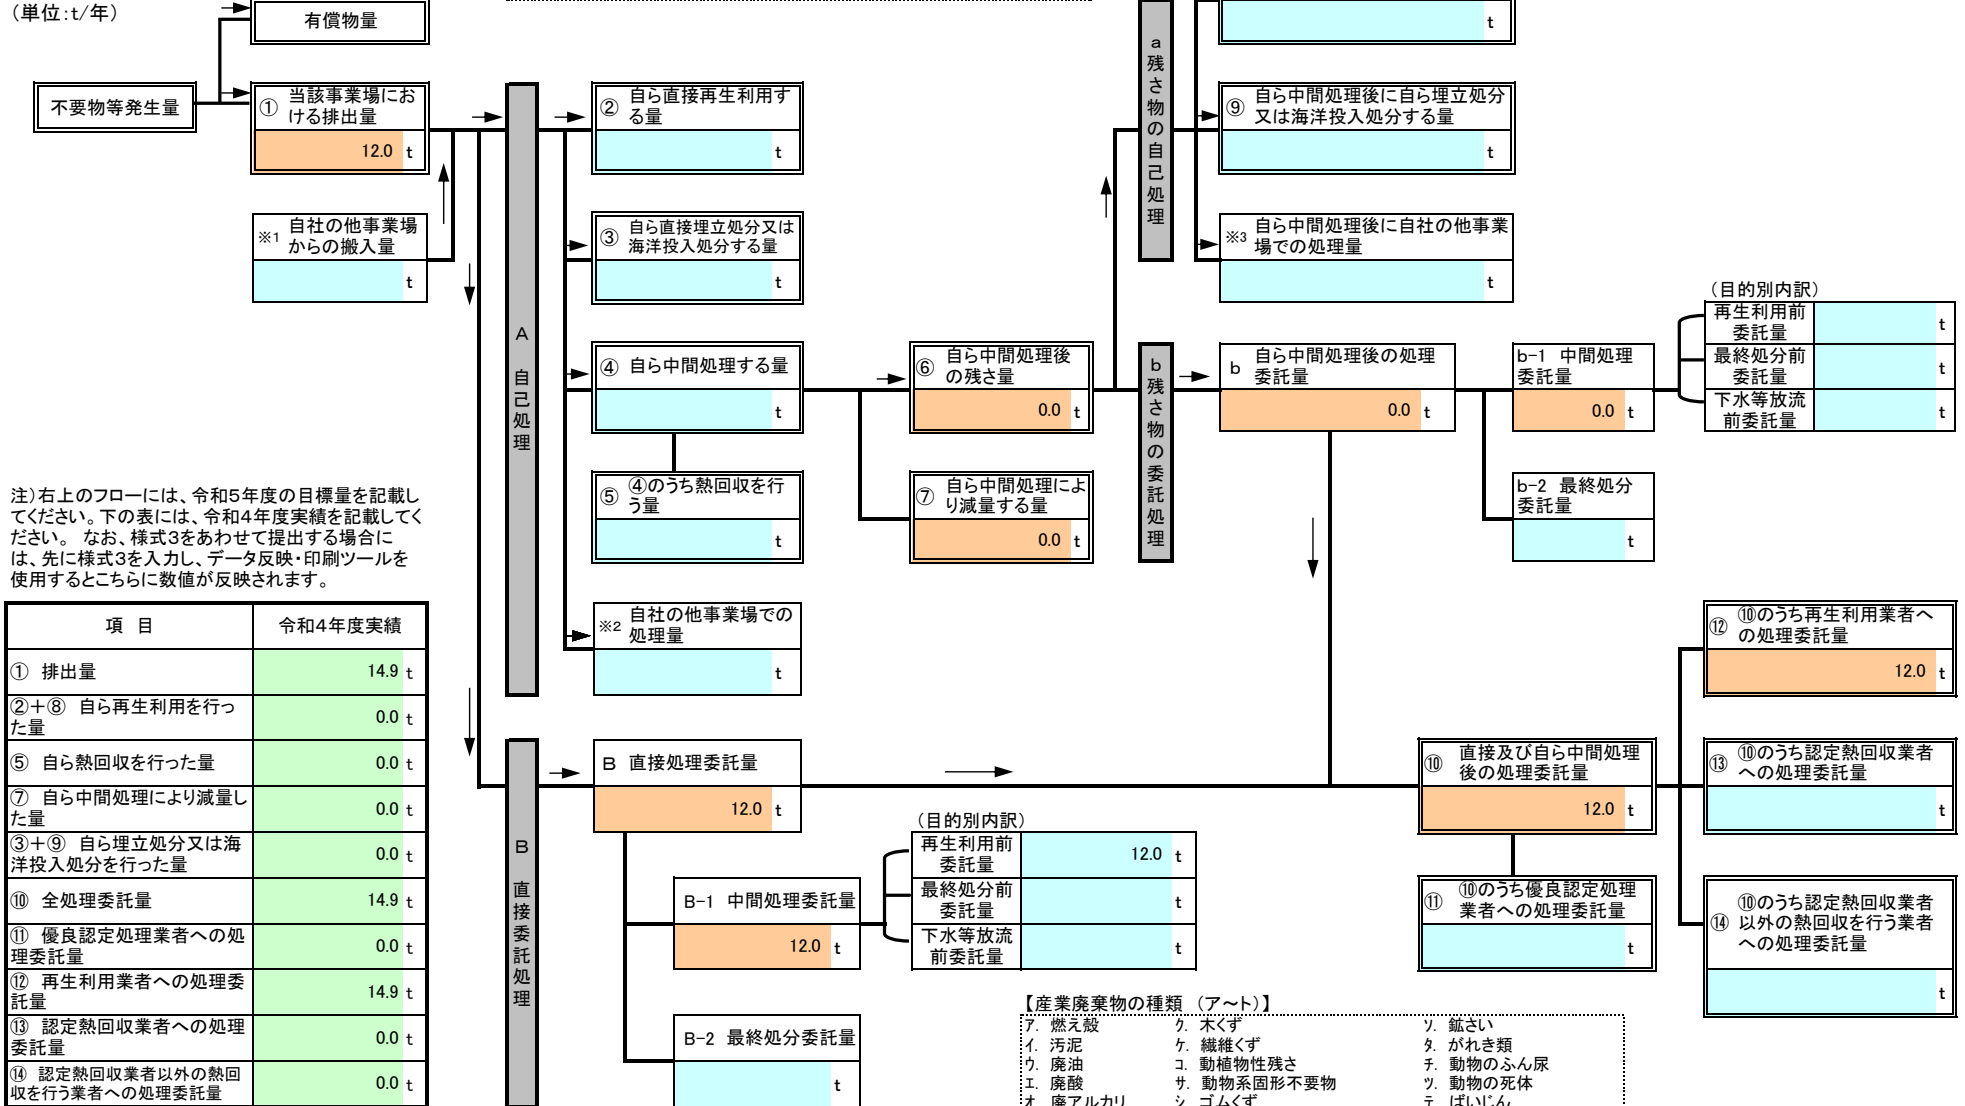 （単位:ｔ/年）
有償物量
不要物等発生量
① 当該事業場にお
ける排出量
12.0 t
※1 自社の他事業場
からの搬入量
t
A 自己処理
② 自ら直接再生利用す
る量
t
③ 自ら直接埋立処分又は
海洋投入処分する量
t
④ 自ら中間処理する量
t
⑤ ④のうち熱回収を行
う量
t
※2 自社の他事業場での
処理量
t
⑥ 自ら中間処理後
の残さ量
0.0 t
⑦ 自ら中間処理によ
り減量する量
0.0 t
a 残さ物の自己処理
t
⑨ 自ら中間処理後に自ら埋立処分
又は海洋投入処分する量
t
※3 自ら中間処理後に自社の他事業
場での処理量
t
b 残さ物の委託処理
b 自ら中間処理後の処理
委託量
0.0 t
b-1 中間処理
委託量
0.0 t
b-2 最終処分
委託量
t
（目的別内訳）
再生利用前
委託量
t
最終処分前
委託量
t
下水等放流
前委託量
t
注）右上のフローには、令和５年度の目標量を記載し
てください。下の表には、令和４年度実績を記載してく
ださい。 なお、様式３をあわせて提出する場合に
は、先に様式３を入力し、データ反映・印刷ツールを
使用するとこちらに数値が反映されます。
項 目 令和４年度実績
① 排出量 14.9 t
②＋⑧ 自ら再生利用を行っ
た量 0.0 t
⑤ 自ら熱回収を行った量 0.0 t
⑦ 自ら中間処理により減量し
た量 0.0 t
③＋⑨ 自ら埋立処分又は海
洋投入処分を行った量 0.0 t
⑩ 全処理委託量 14.9 t
⑪ 優良認定処理業者への処
理委託量 0.0 t
⑫ 再生利用業者への処理委
託量 14.9 t
⑬ 認定熱回収業者への処理
委託量 0.0 t
⑭ 認定熱回収業者以外の熱回
収を行う業者への処理委託量 0.0 t
B 直接委託処理
B 直接処理委託量
12.0 t
B-1 中間処理委託量
12.0 t
B-2 最終処分委託量
t
（目的別内訳）
再生利用前
委託量
12.0 t
最終処分前
委託量
t
下水等放流
前委託量
t
⑩ 直接及び自ら中間処理
後の処理委託量
12.0 t
⑪ ⑩のうち優良認定処理
業者への処理委託量
t
⑫ ⑩のうち再生利用業者へ
の処理委託量
12.0 t
⑬ ⑩のうち認定熱回収業者
への処理委託量
t
⑭ ⑩のうち認定熱回収業者
以外の熱回収を行う業者
への処理委託量
t
【産業廃棄物の種類 （ア～ト）】
ア. 燃え殻 ク. 木くず ソ. 鉱さい
イ. 汚泥 ケ. 繊維くず タ. がれき類
ウ. 廃油 コ. 動植物性残さ チ. 動物のふん尿
エ. 廃酸 サ. 動物系固形不要物 ツ. 動物の死体
オ. 廃アルカリ シ. ゴムくず テ. ばいじん